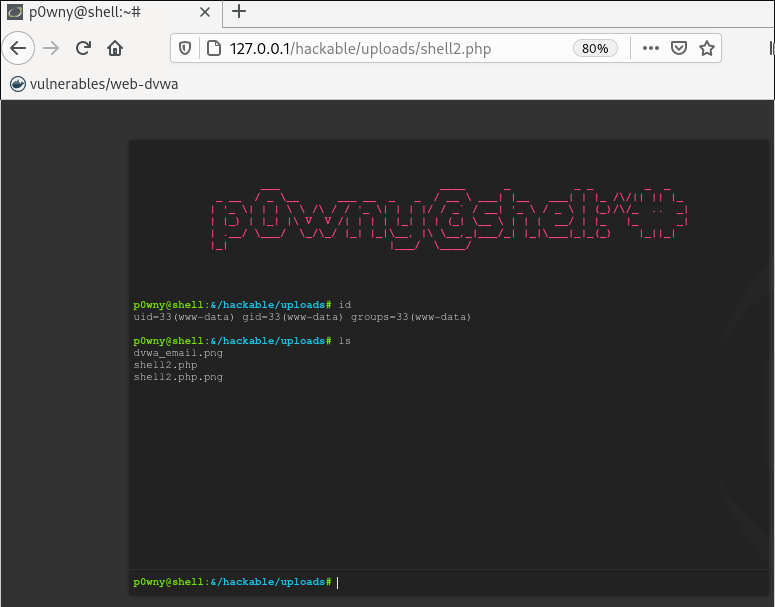 p0wny@shell:~#
127.0.0.1/hackable/uploads/shell2.php
80%
vulnerables/web-dvwa
p0wny@shell:~#
p0wny@shell:&/hackable/uploads# id
uid=33(www-data) gid=33(www-data) groups=33(www-data)
p0wny@shell:&/hackable/uploads# ls
dvwa_email.png
shell2.php
shell2.php.png
p0wny@shell:&/hackable/uploads#